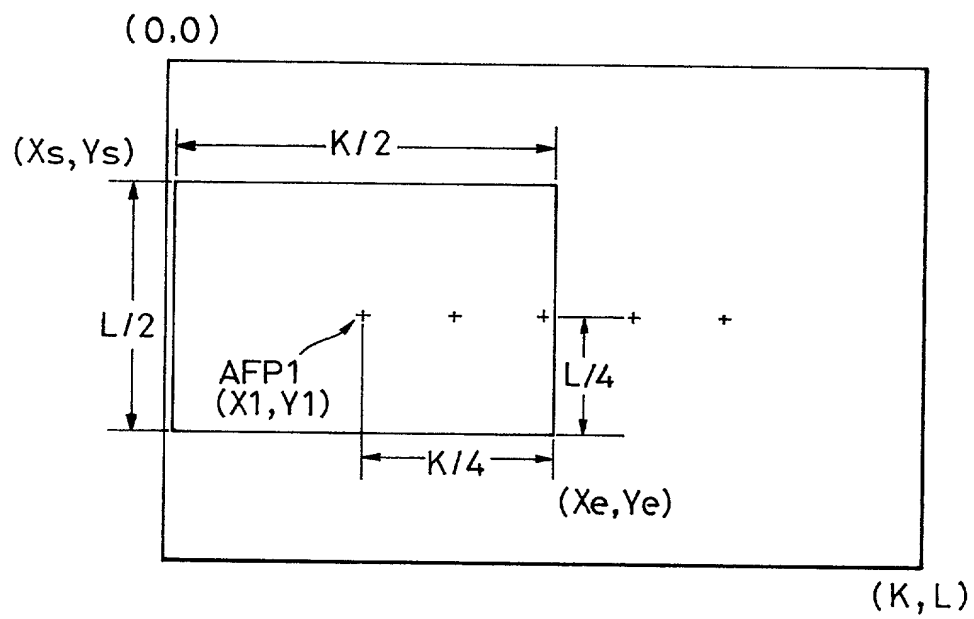 (0,0)
(Xs,Ys)
K/2
L/2
AFP1
(X1,Y1)
L/4
K/4
(Xe,Ye)
(K,L)